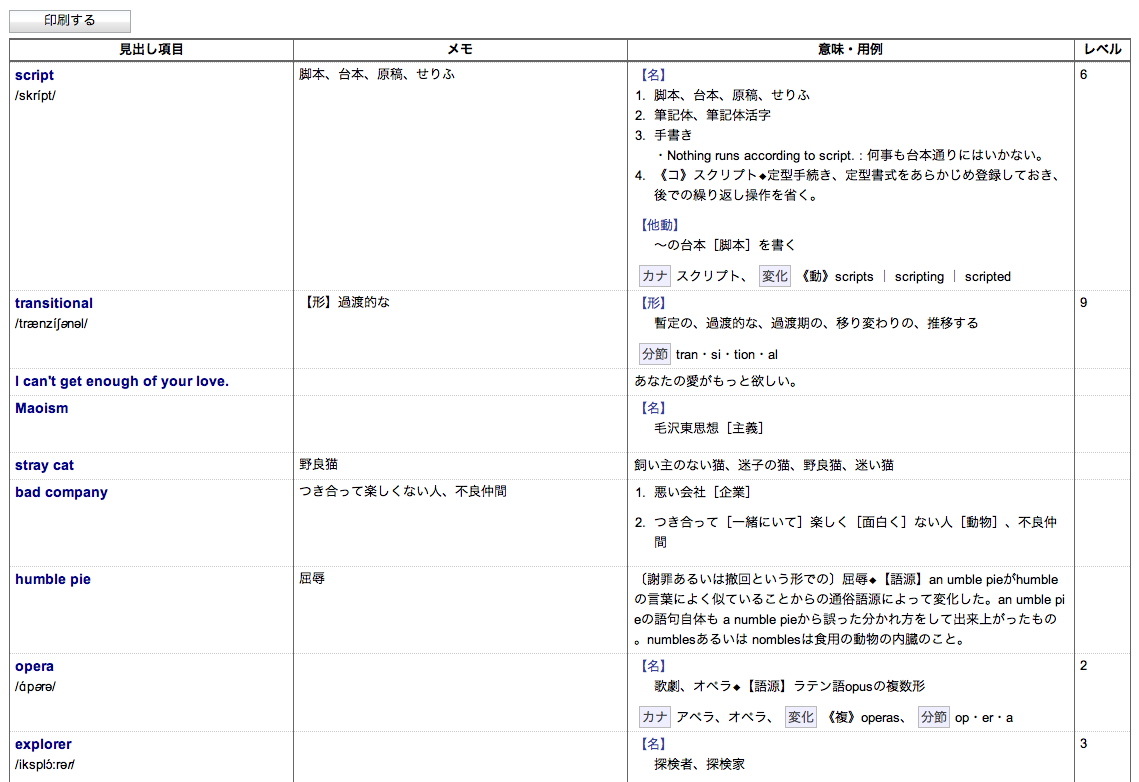 印刷する
見出し項目 メモ 意味・用例 レベル
script 脚本、台本、原稿、せりふ 【名】 6
/skrípt/ 1. 脚本、台本、原稿、せりふ
2. 筆記体、筆記体活字
3. 手書き
・Nothing runs according to script. : 何事も台本通りにはいかない。
4. 《コ》スクリプト◆定型手続き、定型書式をあらかじめ登録しておき、
後での繰り返し操作を省く。
【他動】
〜の台本［脚本］を書く
カナ スクリプト、 変化 《動》scripts ｜ scripting ｜ scripted
transitional 【形】過渡的な 【形】 9
/trænzíʃənəl/ 暫定の、過渡的な、過渡期の、移り変わりの、推移する
分節 tran・si・tion・al
I can't get enough of your love. あなたの愛がもっと欲しい。
Maoism 【名】
毛沢東思想［主義］
stray cat 野良猫 飼い主のない猫、迷子の猫、野良猫、迷い猫
bad company つき合って楽しくない人、不良仲間 1. 悪い会社［企業］
2. つき合って［一緒にいて］楽しく［面白く］ない人［動物］、不良仲
間
humble pie 屈辱 〔謝罪あるいは撤回という形での〕屈辱◆【語源】an umble pieがhumble
の言葉によく似ていることからの通俗語源によって変化した。an umble pi
eの語句自体も a numble pieから誤った分かれ方をして出来上がったもの
。numblesあるいは nomblesは食用の動物の内臓のこと。
opera 【名】 2
/ɑ́pərə/ 歌劇、オペラ◆【語源】ラテン語opusの複数形
カナ アペラ、オペラ、 変化 《複》operas、 分節 op・er・a
explorer 【名】 3
/iksplɔ́ːrər/ 探検者、探検家